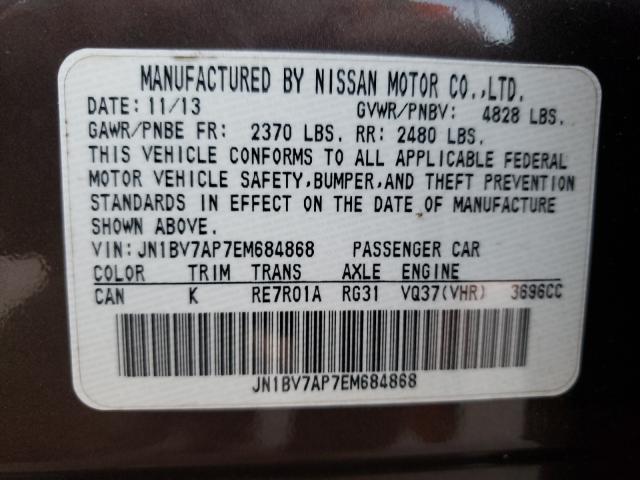 MANUFACTURED BY NISSAN MOTOR CO.,LTD.
DATE: 11/13 GVWR/PNBV: 4828 LBS.
GAWR/PNBE FR: 2370 LBS. RR: 2480 LBS.
THIS VEHICLE CONFORMS TO ALL APPLICABLE FEDERAL
MOTOR VEHICLE SAFETY,BUMPER,AND THEFT PREVENTION
STANDARDS IN EFFECT ON THE DATE OF MANUFACTURE
SHOWN ABOVE.
VIN:JN1BV7AP7EM684868 PASSENGER CAR
COLOR TRIM TRANS AXLE ENGINE
CAN K RE7R01A RG31 VQ37(VHR) 3696CC
JN1BV7AP7EM684868